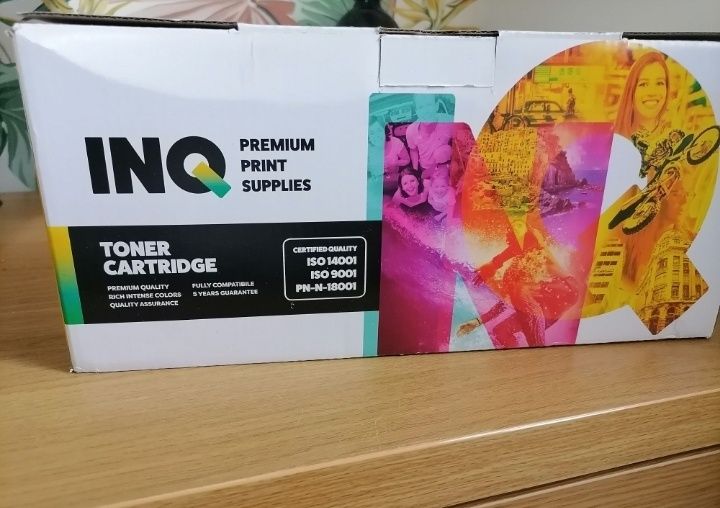 INQ
PREMIUM
PRINT
SUPPLIES
TONER
CARTRIDGE
PREMIUM QUALITY
RICH INTENSE COLORS
QUALITY ASSURANCE
FULLY COMPATIBILE
5 YEARS GUARANTEE
CERTIFIED QUALITY
ISO 14001
ISO 9001
PN-N-18001
INQ